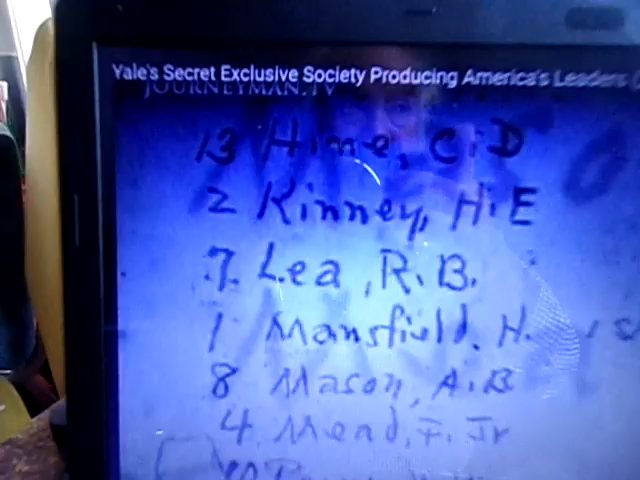 Yale's Secret Exclusive Society Producing America's Leaders
JOURNEYMAN.TV
13 Hine, C.D
2 Kinney, H.E
7. Lea, R.B.
1 Mansfield, H.
8 Mason, A.B
4 Mead, F. Jr